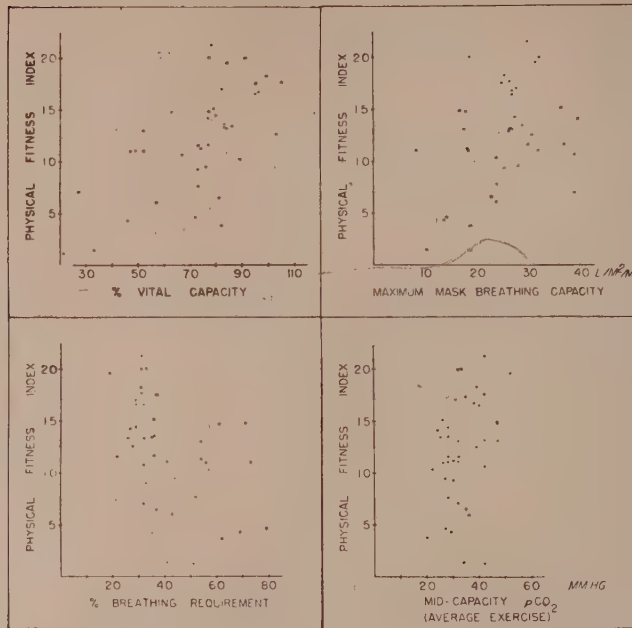 PHYSICAL FITNESS INDEX
20
15
10
5
30 50 70 90 110
% VITAL CAPACITY
PHYSICAL FITNESS INDEX
20
15
10
5
10 20 30 40 L/M²/M
MAXIMUM MASK BREATHING CAPACITY
PHYSICAL FITNESS INDEX
20
15
10
5
20 40 60 80
% BREATHING REQUIREMENT
PHYSICAL FITNESS INDEX
20
15
10
5
20 40 60 MM HG
MID-CAPACITY pCO2
(AVERAGE EXERCISE)